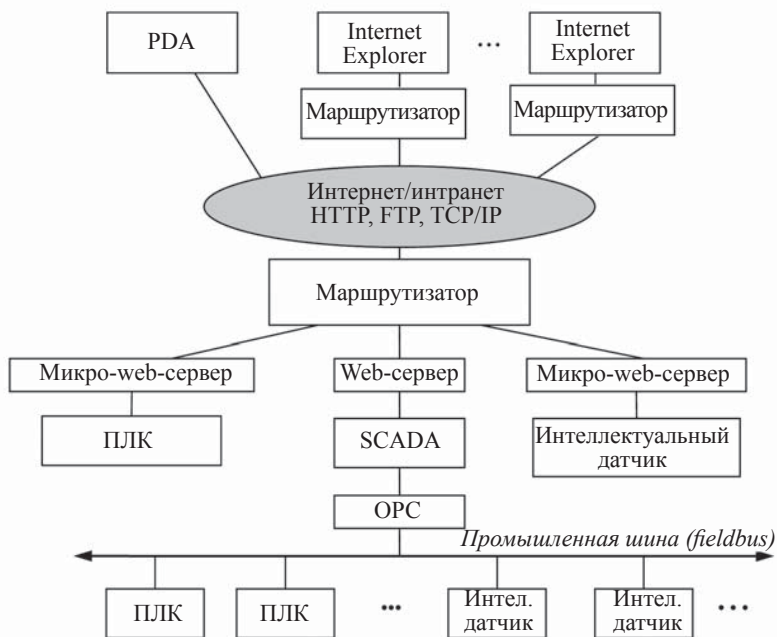 PDA
Internet
Explorer
...
Internet
Explorer
Маршрутизатор
Маршрутизатор
Интернет/интранет
HTTP, FTP, TCP/IP
Маршрутизатор
Микро-web-сервер
Web-сервер
Микро-web-сервер
ПЛК
SCADA
Интеллектуальный
датчик
OPC
Промышленная шина (fieldbus)
ПЛК
ПЛК
...
Интел.
датчик
Интел.
датчик
...